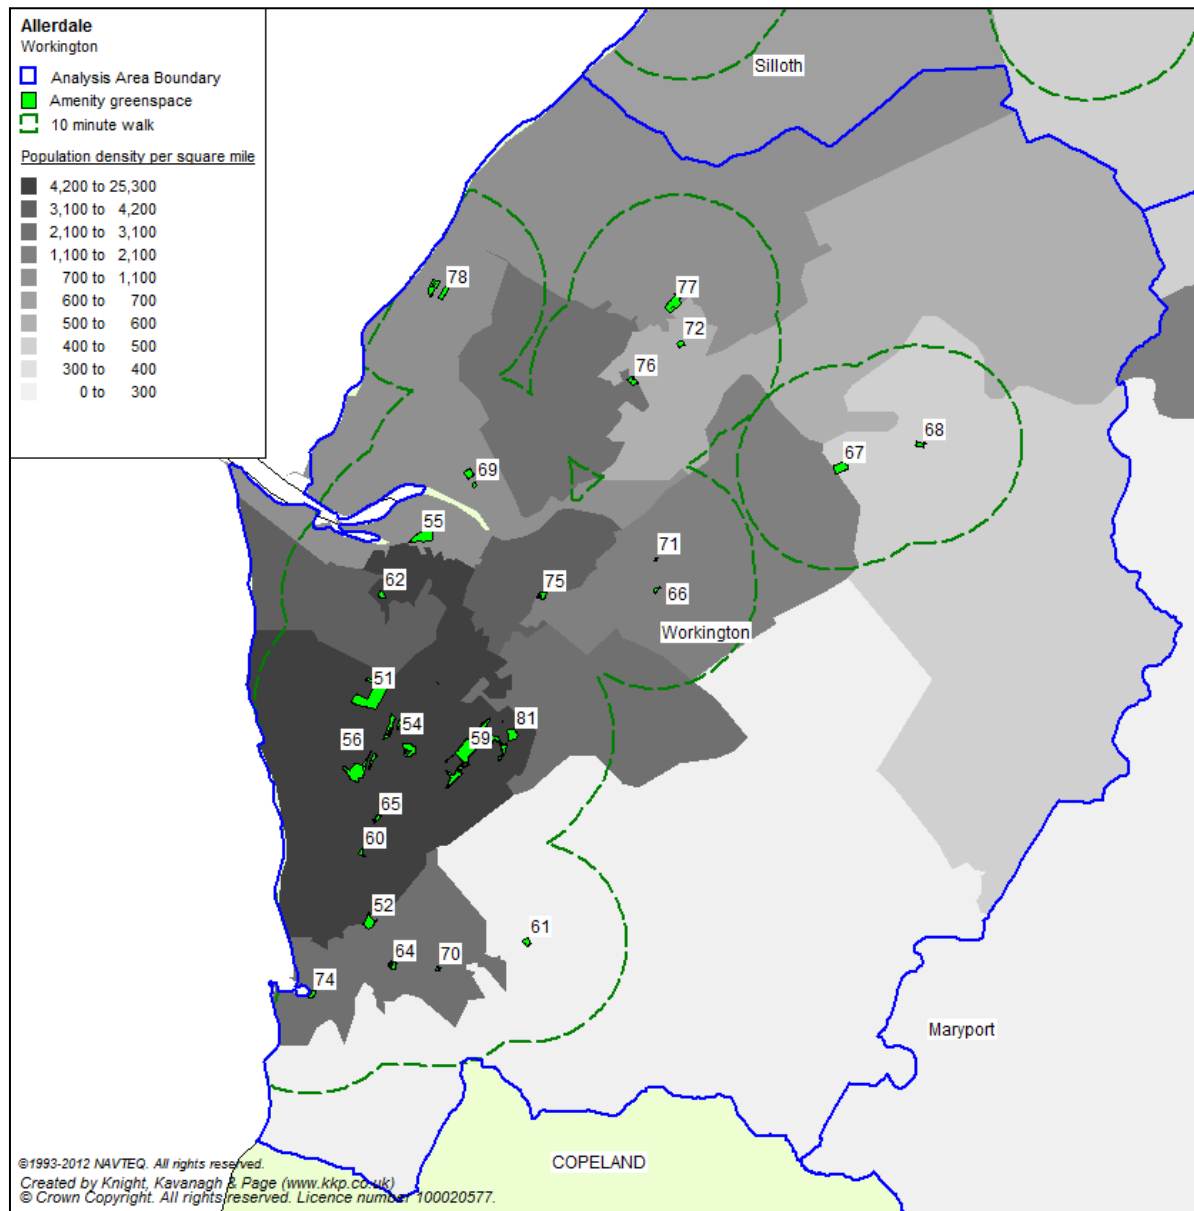 Allerdale
Workington
Analysis Area Boundary
Amenity greenspace
10 minute walk
Population density per square mile
4,200 to 25,300
3,100 to 4,200
2,100 to 3,100
1,100 to 2,100
700 to 1,100
600 to 700
500 to 600
400 to 500
300 to 400
0 to 300
Silloth
78
77
72
76
68
67
69
55
71
62
75
66
Workington
51
54
81
56
59
65
60
52
61
64
70
74
Maryport
COPELAND
©1993-2012 NAVTEQ. All rights reserved.
Created by Knight, Kavanagh & Page (www.kkp.co.uk)
© Crown Copyright. All rights reserved. Licence number 100020577.